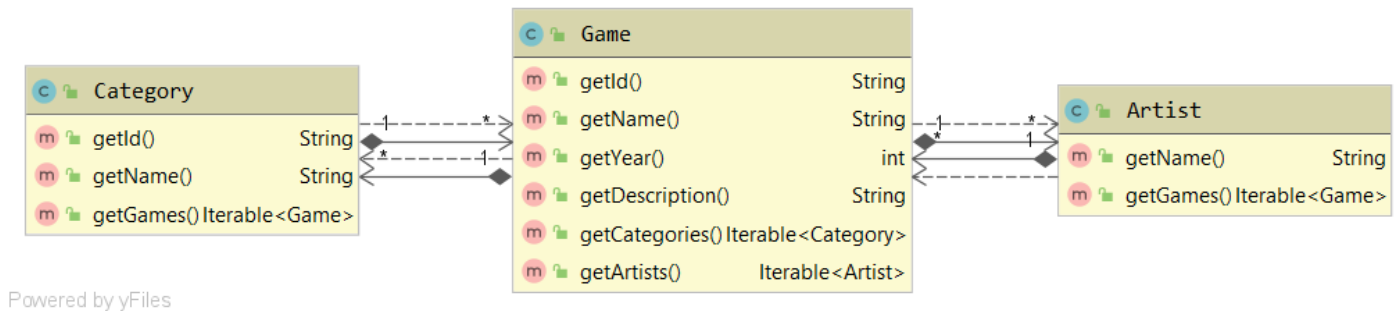 Category
getId() String
getName() String
getGames() Iterable<Game>
1 *
* 1
Game
getId() String
getName() String
getYear() int
getDescription() String
getCategories() Iterable<Category>
getArtists() Iterable<Artist>
1 *
* 1
Artist
getName() String
getGames() Iterable<Game>
Powered by yFiles